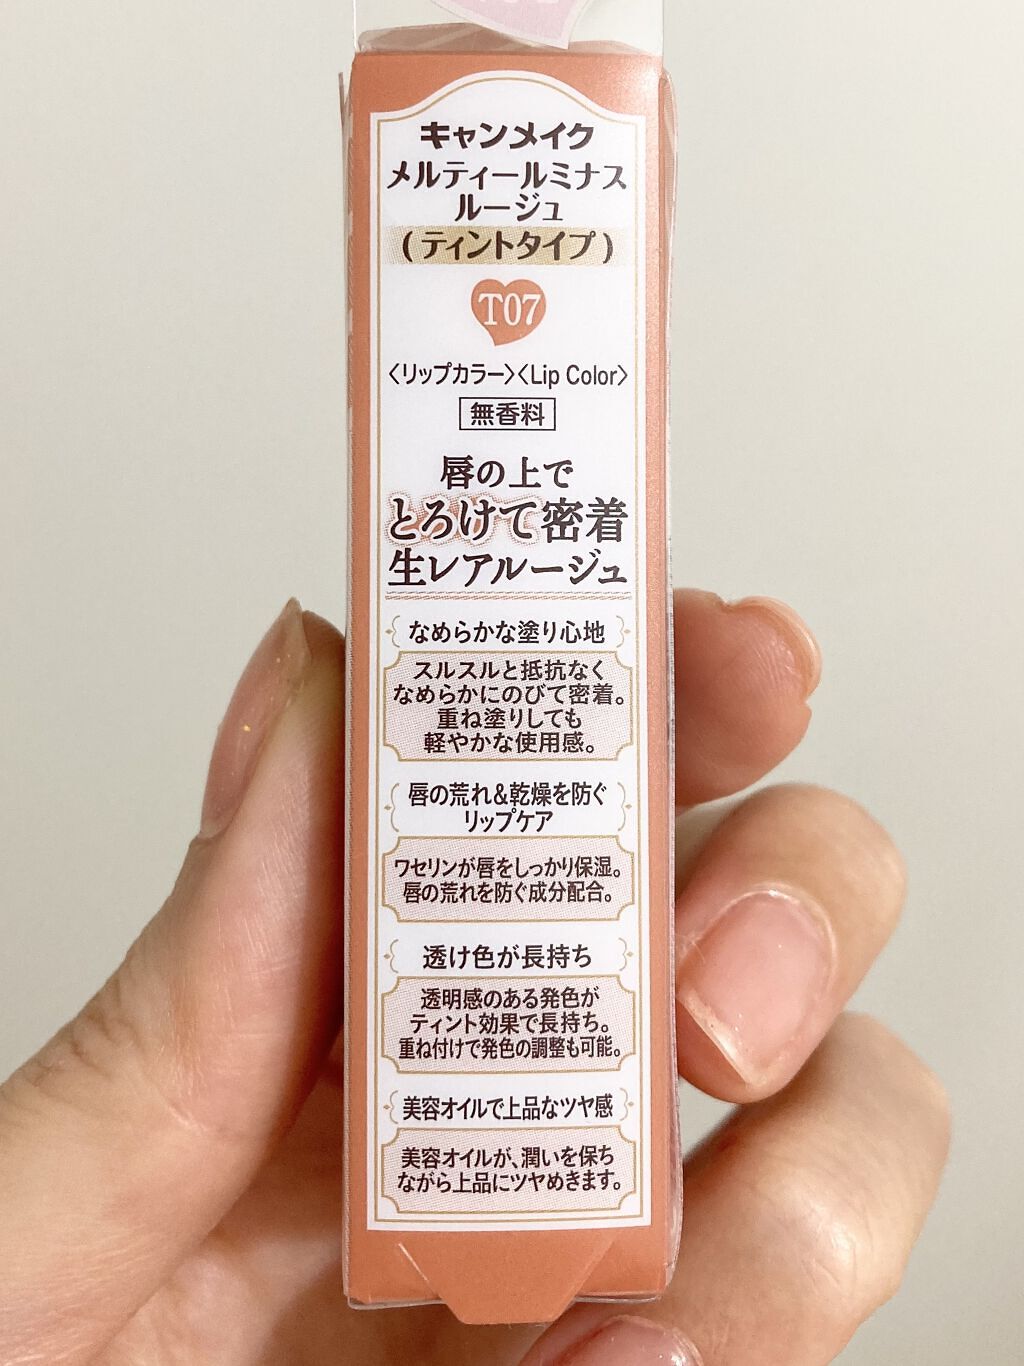 キャンメイク
メルティールミナス
ルージュ
(ティントタイプ)
T07
〈リップカラー〉〈Lip Color〉
無香料
唇の上で
とろけて密着
生レアルージュ
なめらかな塗り心地
スルスルと抵抗なく
なめらかにのびて密着。
重ね塗りしても
軽やかな使用感。
唇の荒れ&乾燥を防ぐ
リップケア
ワセリンが唇をしっかり保湿。
唇の荒れを防ぐ成分配合。
透け色が長持ち
透明感のある発色が
ティント効果で長持ち。
重ね付けで発色の調整も可能。
美容オイルで上品なツヤ感
美容オイルが、潤いを保ち
ながら上品にツヤめきます。